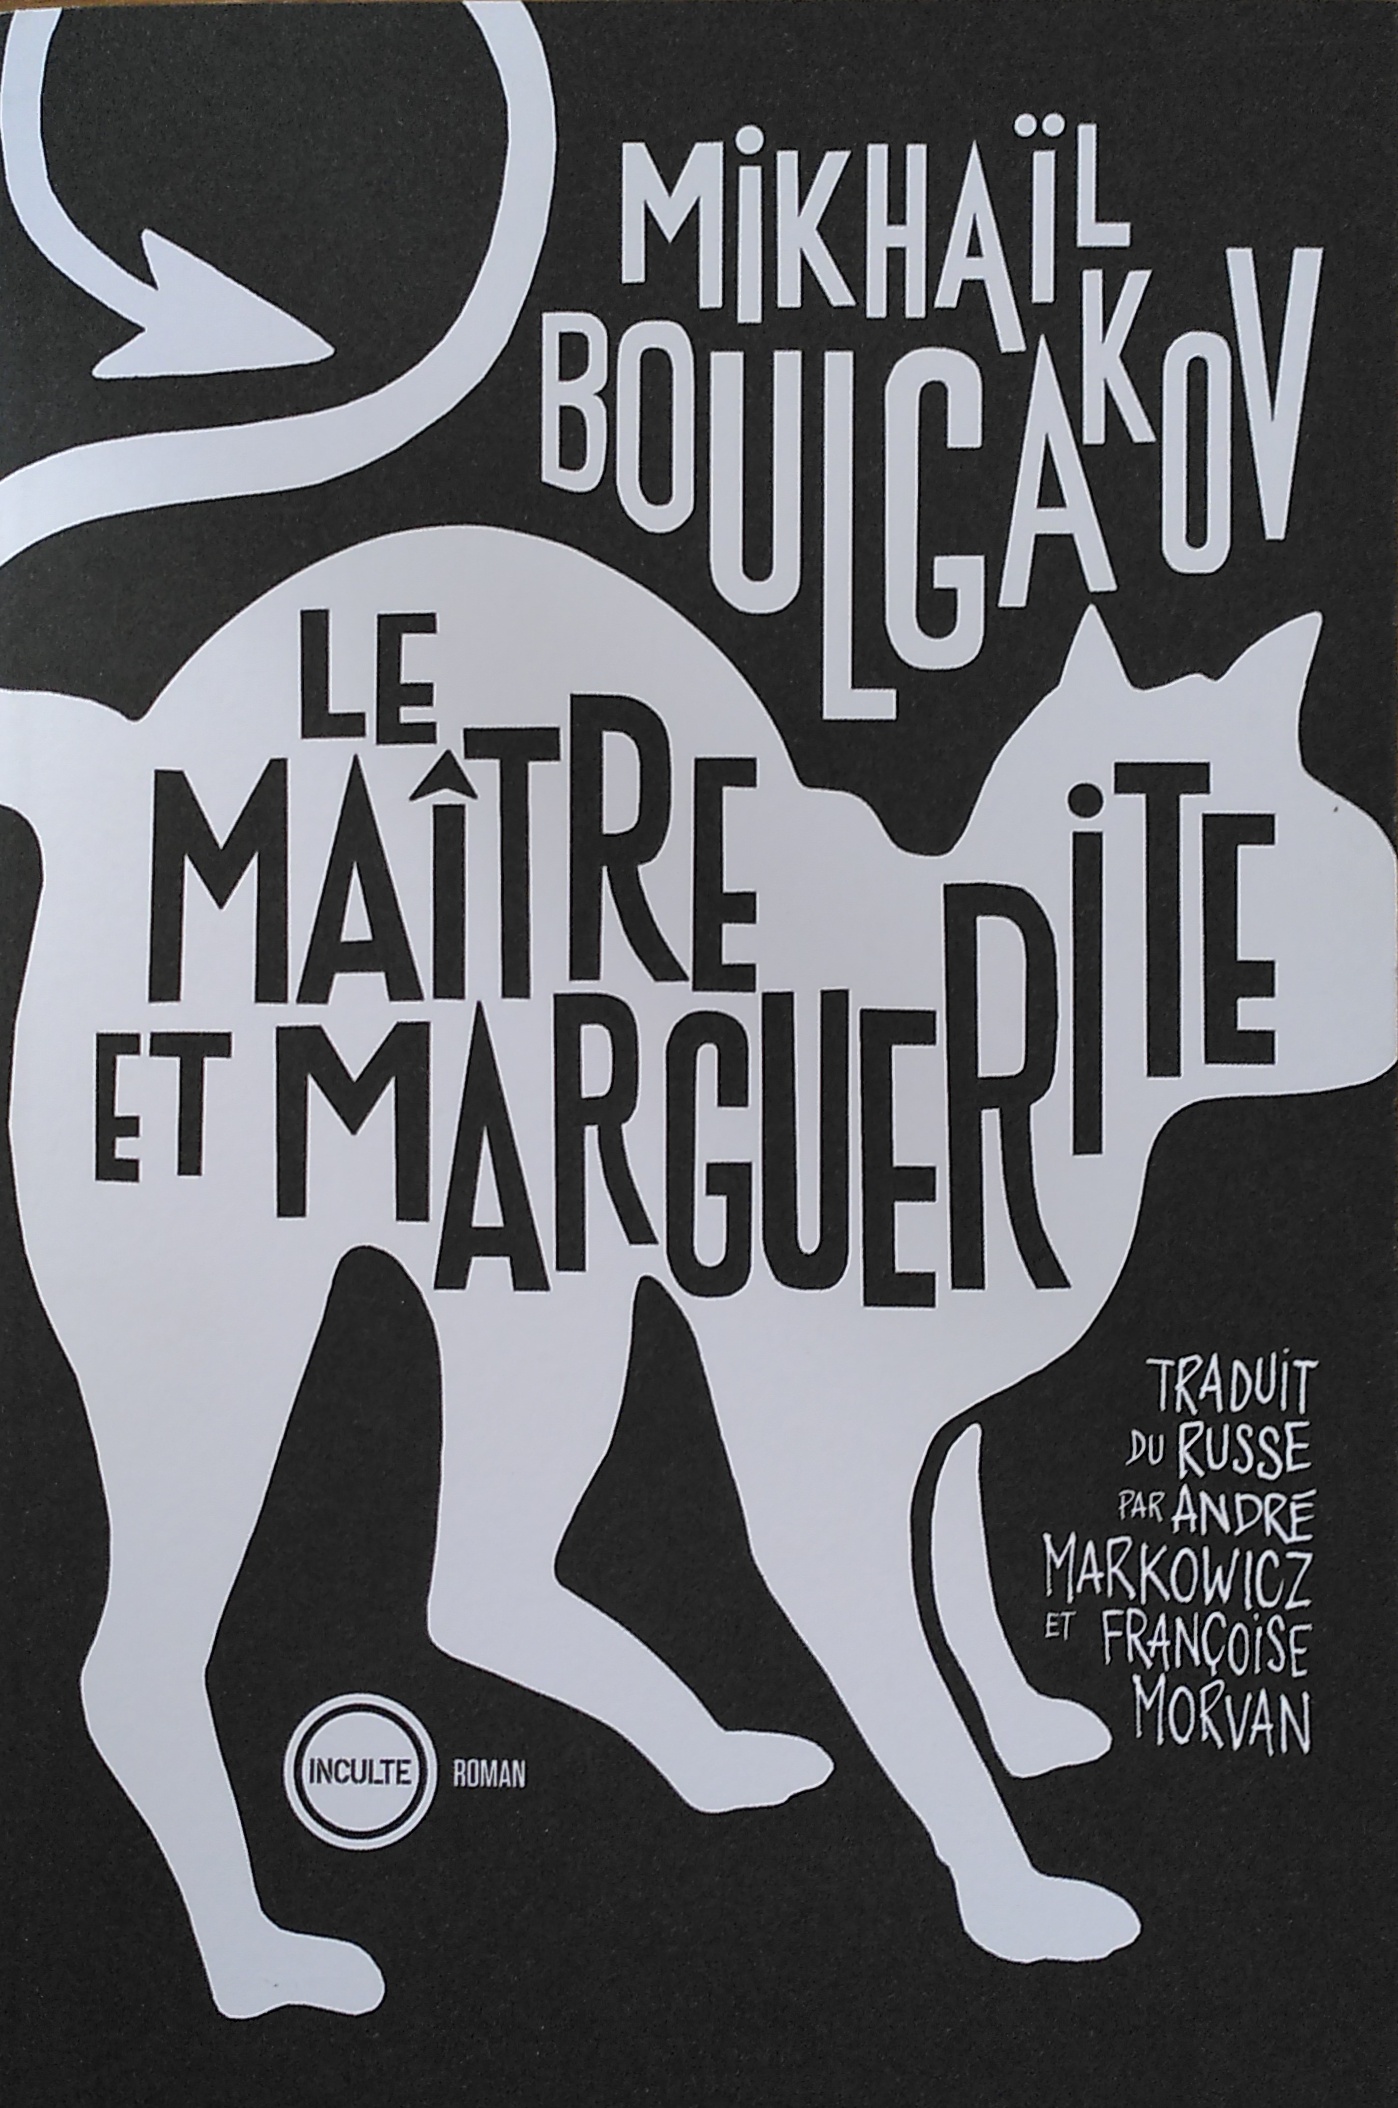 MiKHAÏL
BOULGAKOV
LE
MAÎTRE
ET MARGUERiTE
TRADUiT
DU RUSSE
PAR ANDRE
MARKOWICZ
ET FRANÇOiSE
MORVAN
INCULTE ROMAN